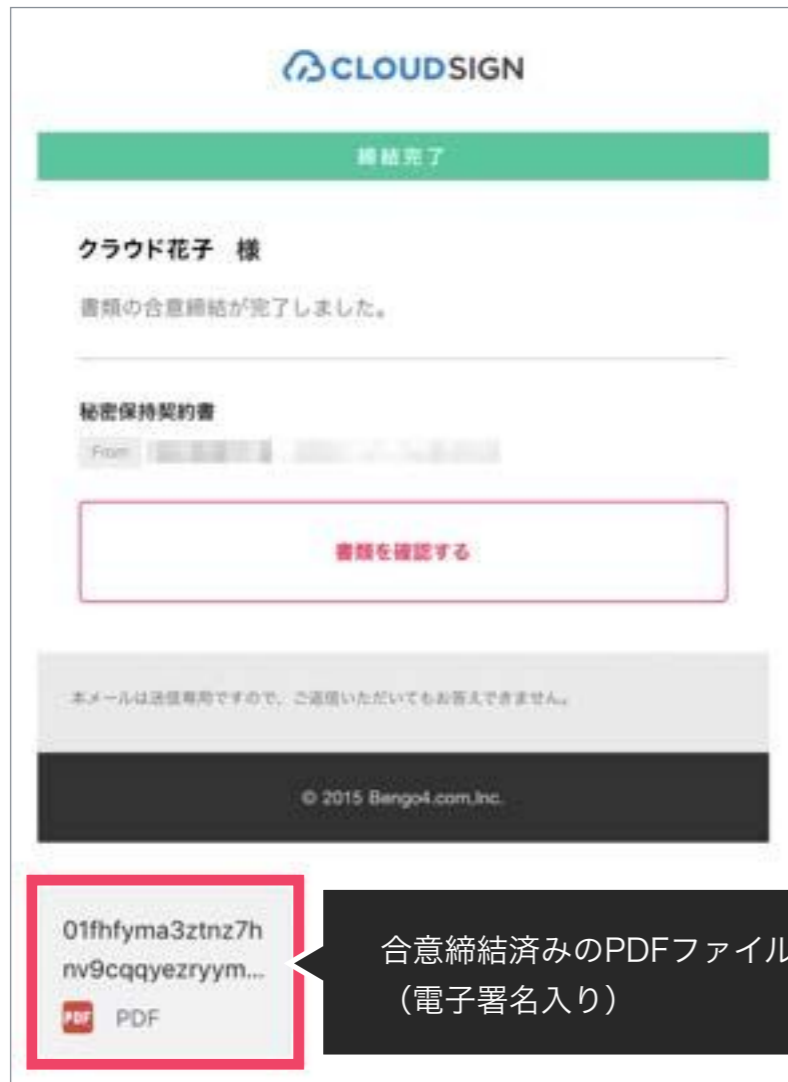 CLOUDSIGN
締結完了
クラウド花子 様
書類の合意締結が完了しました。
秘密保持契約書
From
書類を確認する
本メールは送信専用ですので、ご返信いただいてもお答えできません。
© 2015 Bengo4.com,Inc.
01fhfyma3ztnz7h
nv9cqqyezryym...
PDF PDF
合意締結済みのPDFファイル
（電子署名入り）